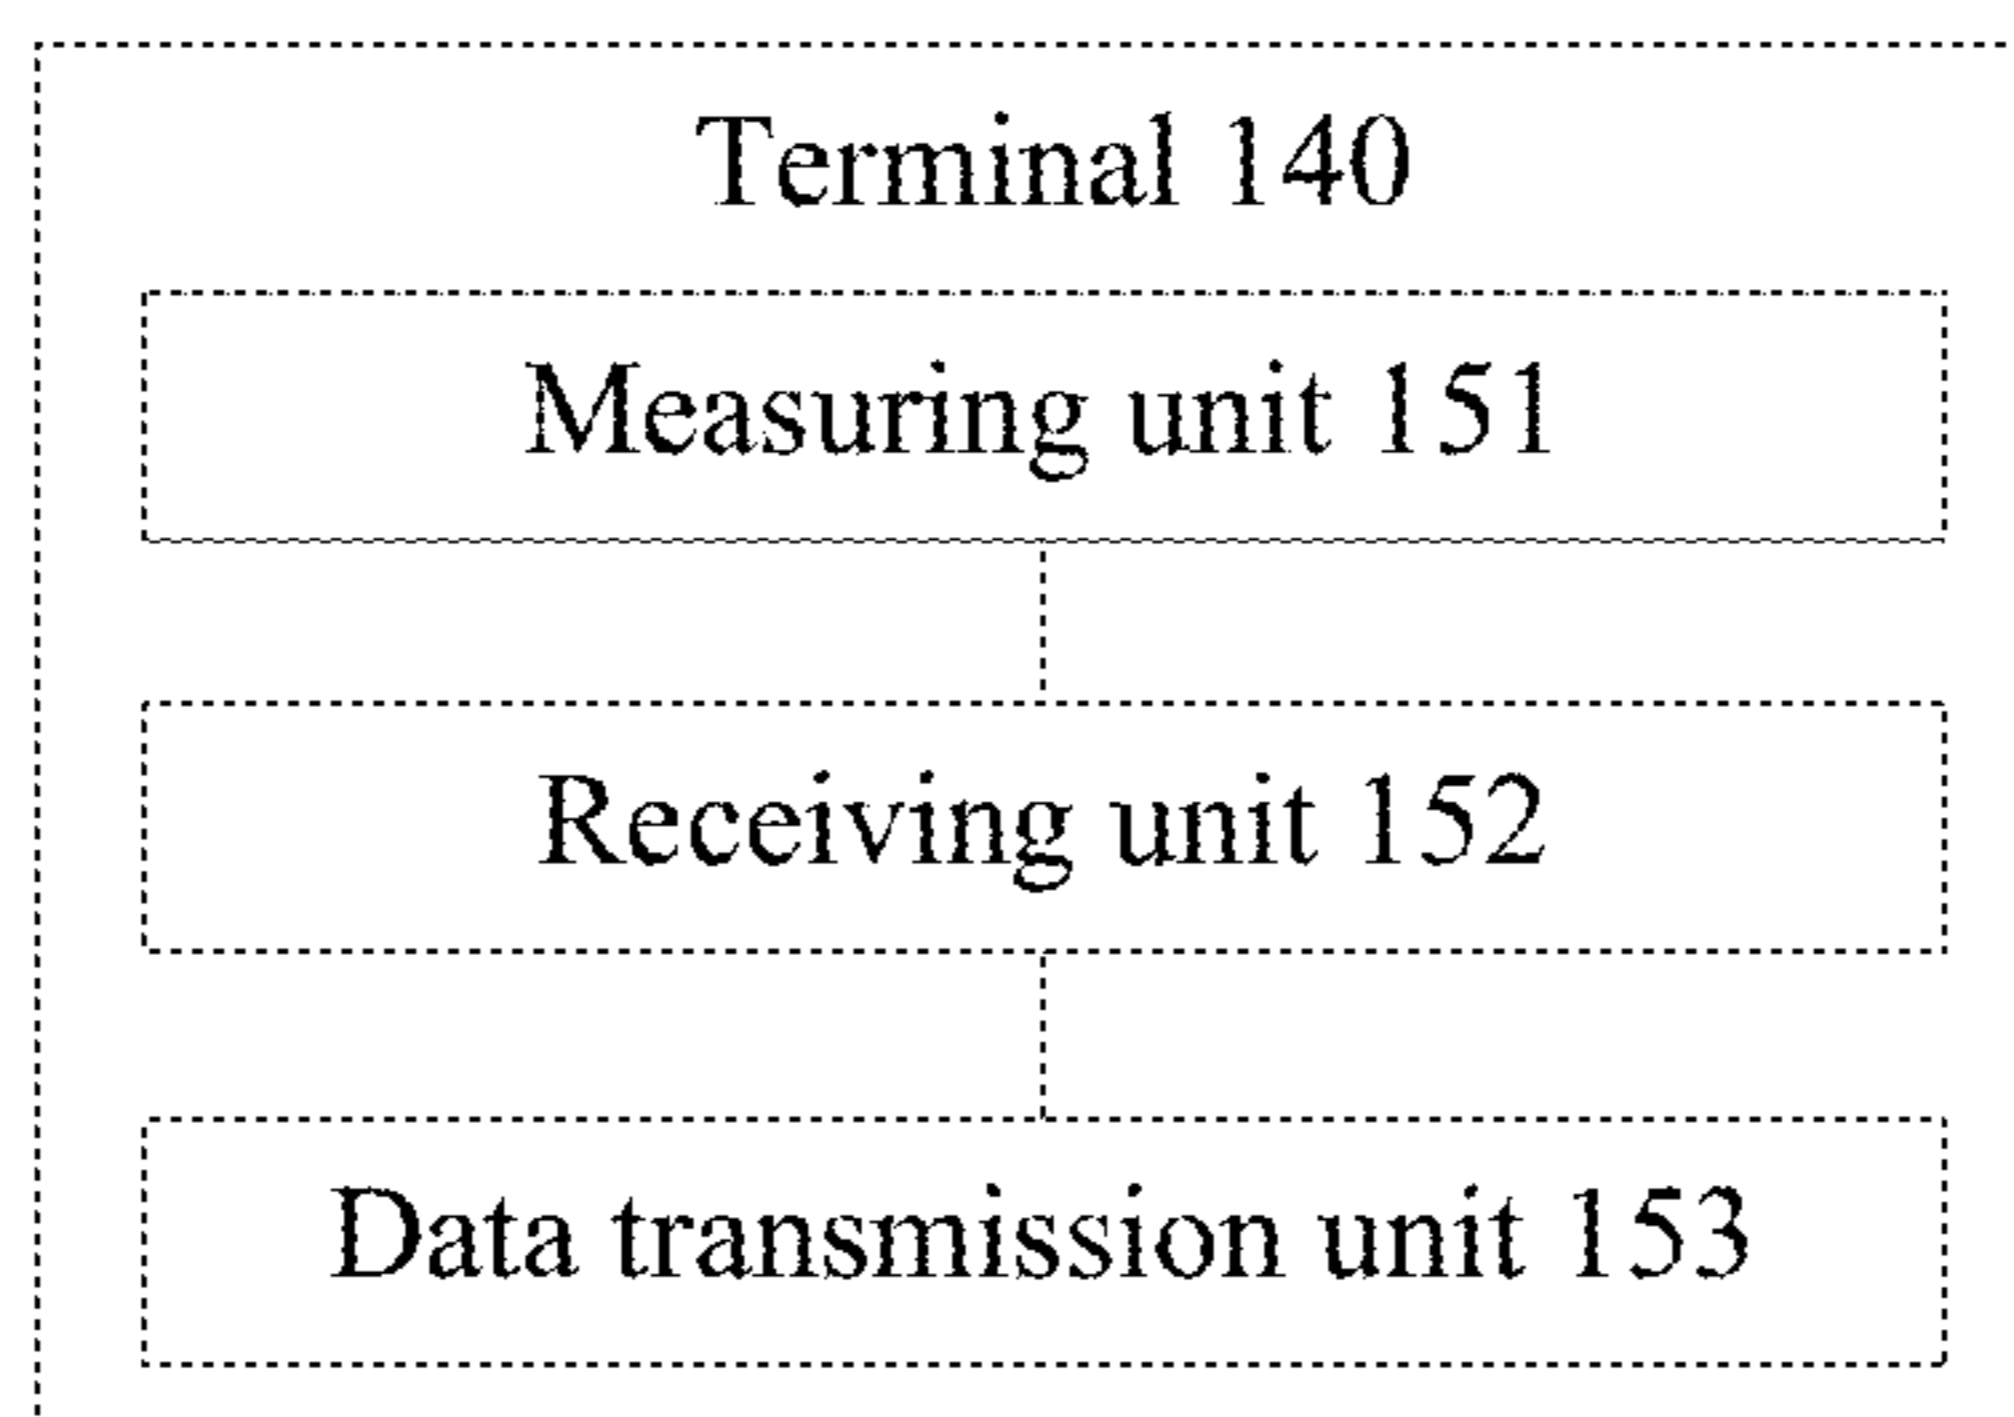 Terminal 140
Measuring unit 151
Receiving unit 152
Data transmission unit 153